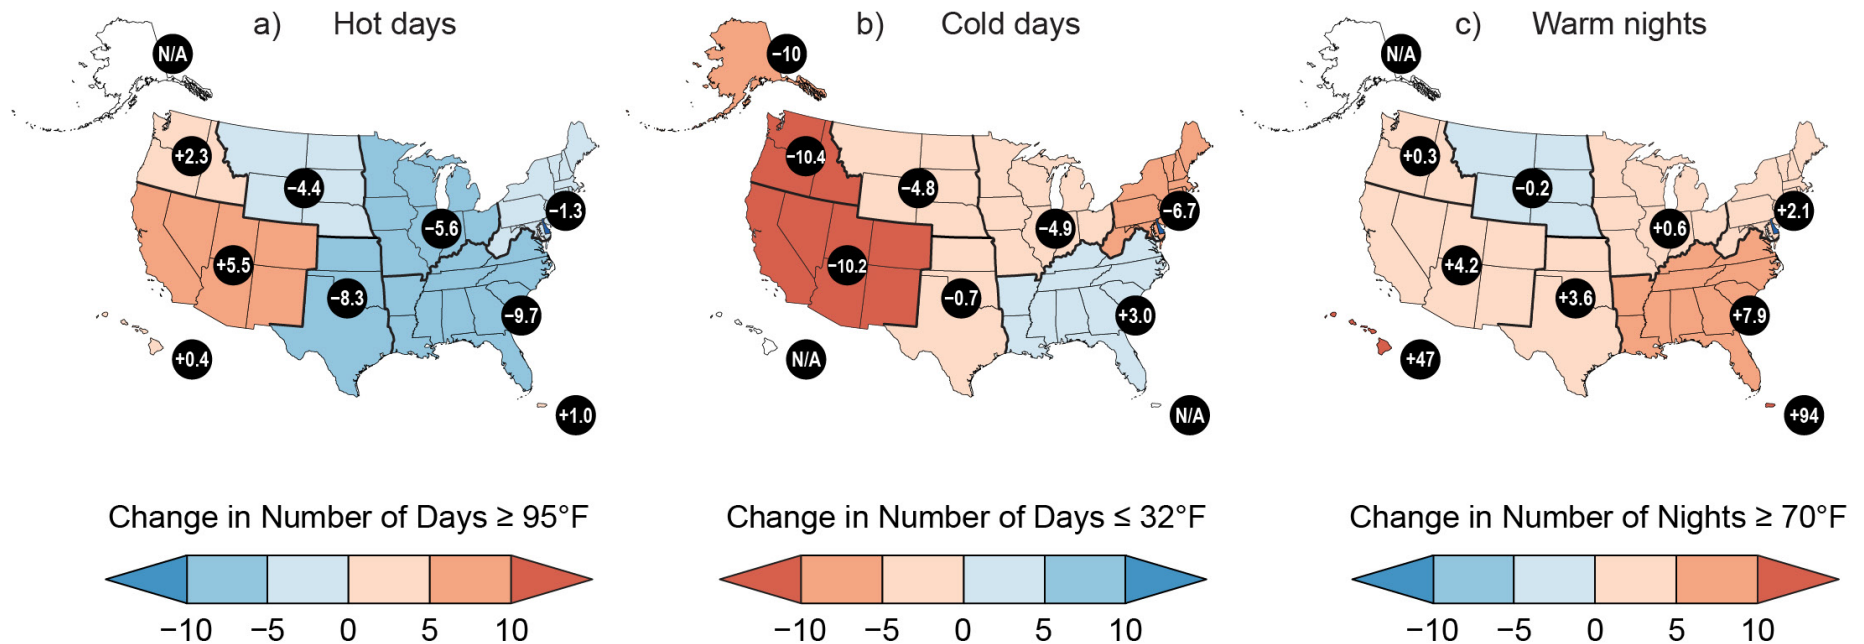 a) Hot days
N/A
+2.3
−4.4
−1.3
−5.6
+5.5
−8.3
−9.7
+0.4
+1.0
Change in Number of Days ≥ 95°F
−10 −5 0 5 10
b) Cold days
−10
−10.4
−4.8
−6.7
−4.9
−10.2
−0.7
+3.0
N/A
N/A
Change in Number of Days ≤ 32°F
−10 −5 0 5 10
c) Warm nights
N/A
+0.3
−0.2
+2.1
+0.6
+4.2
+3.6
+7.9
+47
+94
Change in Number of Nights ≥ 70°F
−10 −5 0 5 10